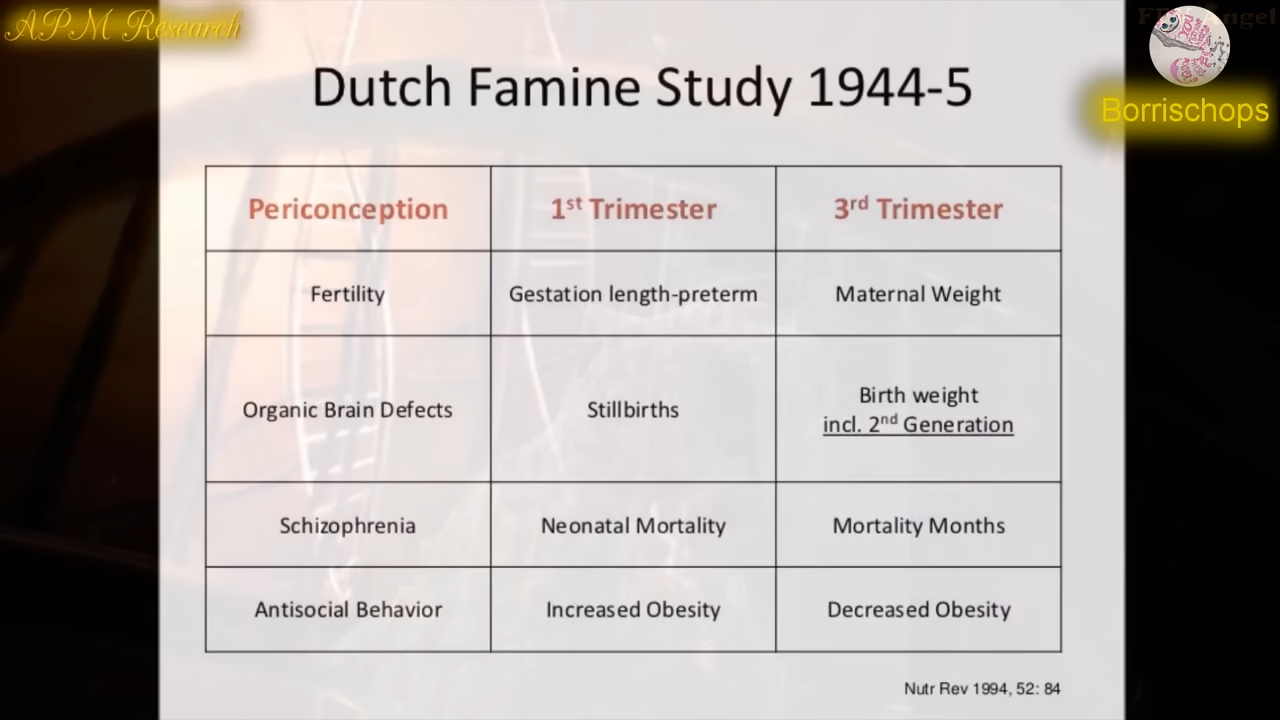 APM Research
Borrischops
Dutch Famine Study 1944-5
Periconception
1st Trimester
3rd Trimester
Fertility
Gestation length-preterm
Maternal Weight
Organic Brain Defects
Stillbirths
Birth weight
incl. 2nd Generation
Schizophrenia
Neonatal Mortality
Mortality Months
Antisocial Behavior
Increased Obesity
Decreased Obesity
Nutr Rev 1994, 52: 84